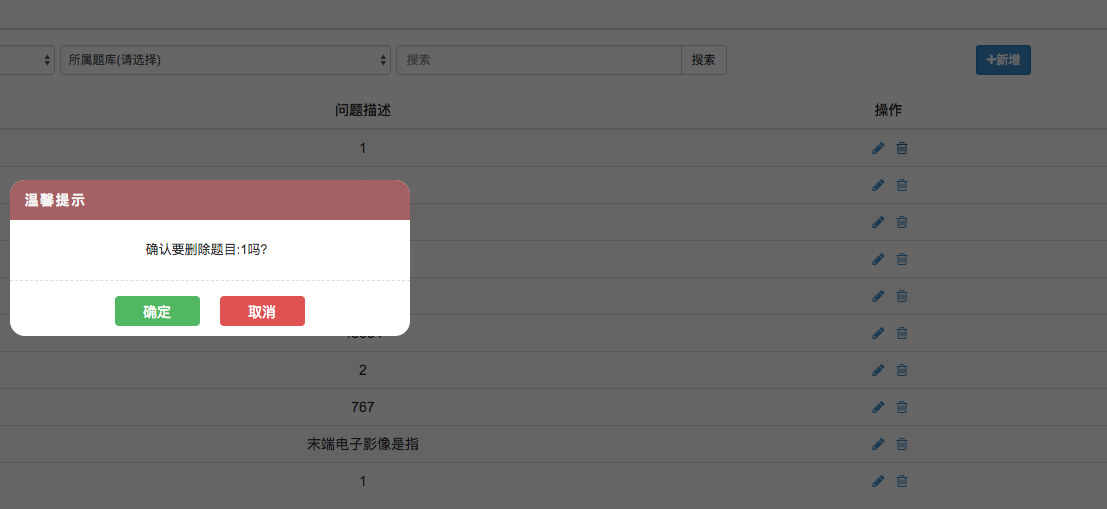 所属题库(请选择)
搜索
搜索
新增
问题描述
操作
1
温馨提示
确认要删除题目:1吗?
确定
取消
2
767
末端电子影像是指
1